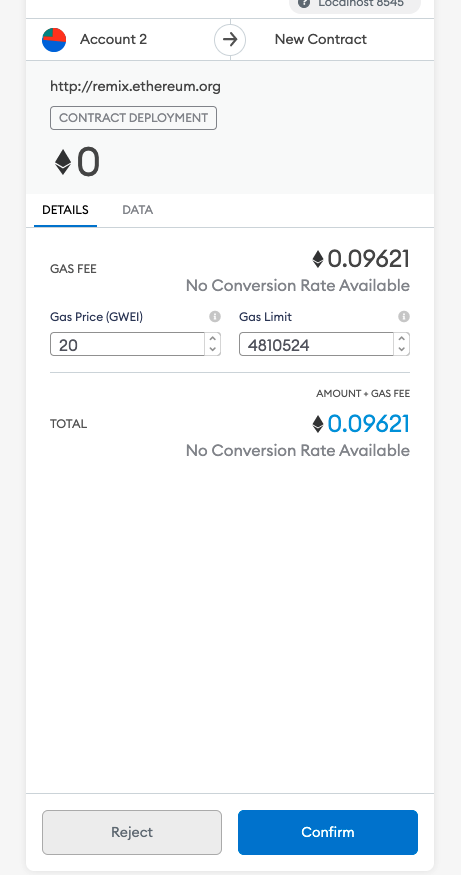 Localhost 8545
Account 2
New Contract
http://remix.ethereum.org
CONTRACT DEPLOYMENT
0
DETAILS
DATA
GAS FEE
0.09621
No Conversion Rate Available
Gas Price (GWEI)
Gas Limit
20
4810524
AMOUNT + GAS FEE
TOTAL
0.09621
No Conversion Rate Available
Reject
Confirm